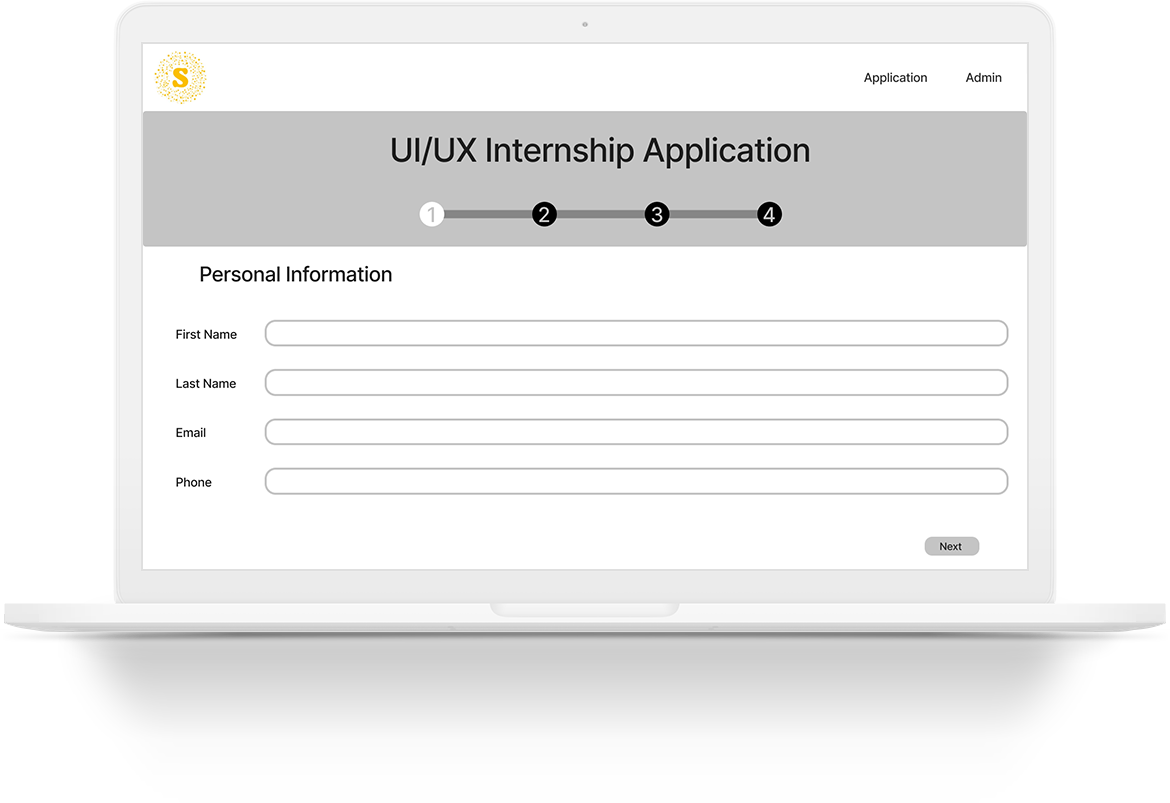 S
Application Admin
UI/UX Internship Application
1 2 3 4
Personal Information
First Name
Last Name
Email
Phone
Next